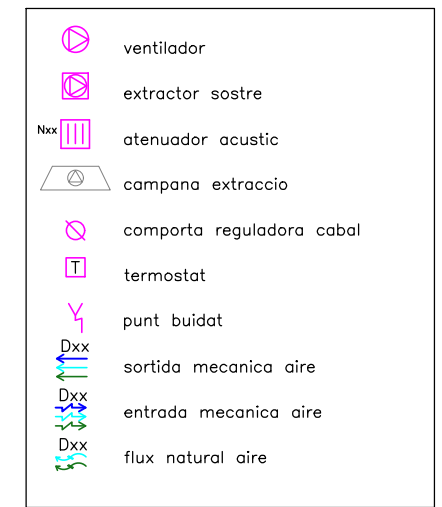 ventilador
extractor sostre
Nxx
atenuador acustic
campana extraccio
comporta reguladora cabal
T
termostat
punt buidat
Dxx
sortida mecanica aire
Dxx
entrada mecanica aire
Dxx
flux natural aire